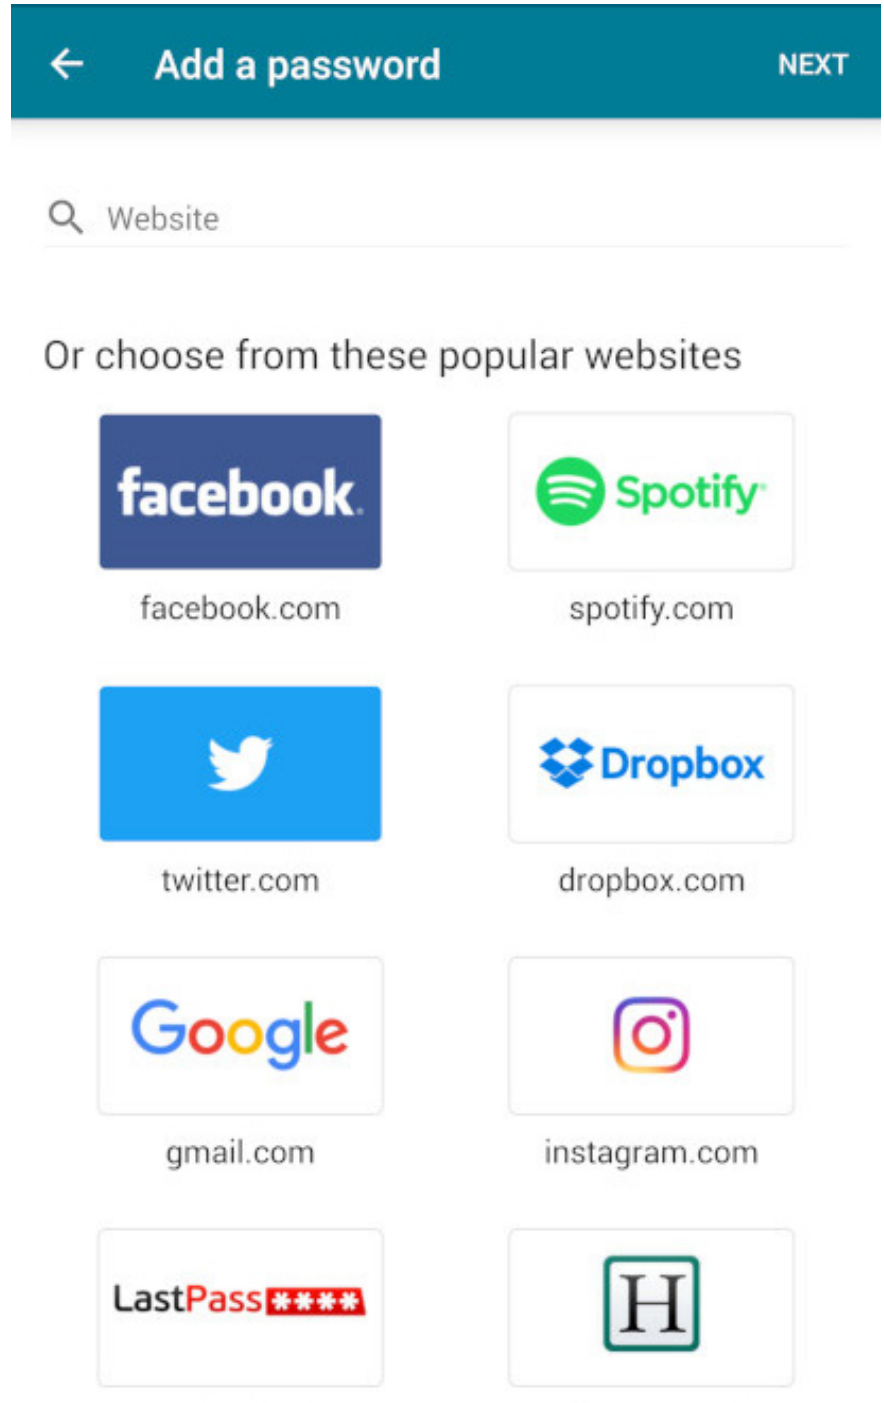 Add a password NEXT
Website
Or choose from these popular websites
facebook. Spotify
facebook.com spotify.com
Dropbox
twitter.com dropbox.com
Google
gmail.com instagram.com
LastPass **** H